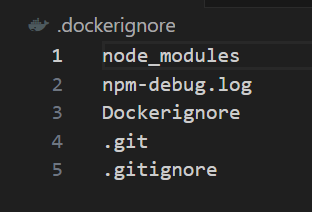 .dockerignore
1 node_modules
2 npm-debug.log
3 Dockerignore
4 .git
5 .gitignore